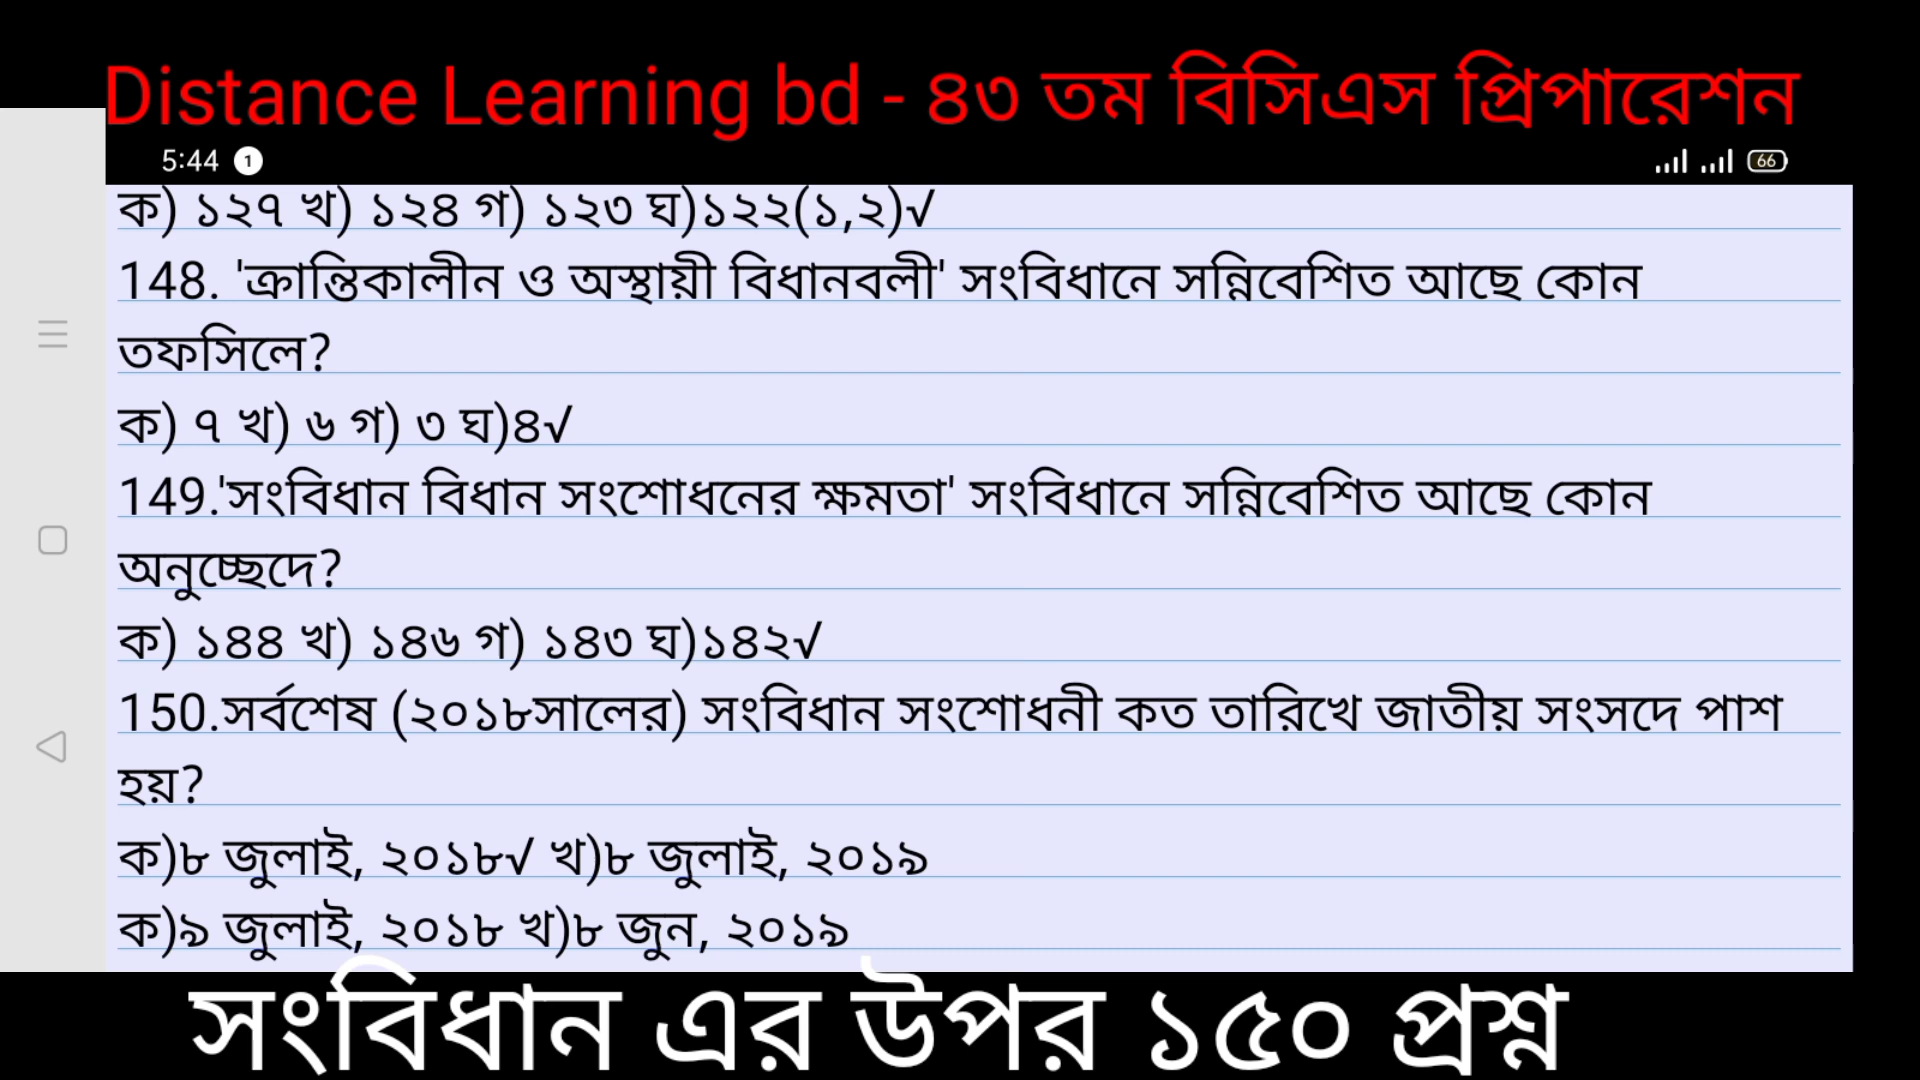 Distance Learning bd - ৪৩ তম বিসিএস প্রিপারেশন
5:44 1 66
ক) ১২৭ খ) ১২৪ গ) ১২৩ ঘ)১২২(১,২)√
148. 'ক্রান্তিকালীন ও অস্থায়ী বিধানবলী' সংবিধানে সন্নিবেশিত আছে কোন
তফসিলে?
ক) ৭ খ) ৬ গ) ৩ ঘ)৪√
149.'সংবিধান বিধান সংশোধনের ক্ষমতা' সংবিধানে সন্নিবেশিত আছে কোন
অনুচ্ছেদে?
ক) ১৪৪ খ) ১৪৬ গ) ১৪৩ ঘ)১৪২√
150.সর্বশেষ (২০১৮সালের) সংবিধান সংশোধনী কত তারিখে জাতীয় সংসদে পাশ
হয়?
ক)৮ জুলাই, ২০১৮√ খ)৮ জুলাই, ২০১৯
ক)৯ জুলাই, ২০১৮ খ)৮ জুন, ২০১৯
সংবিধান এর উপর ১৫০ প্রশ্ন